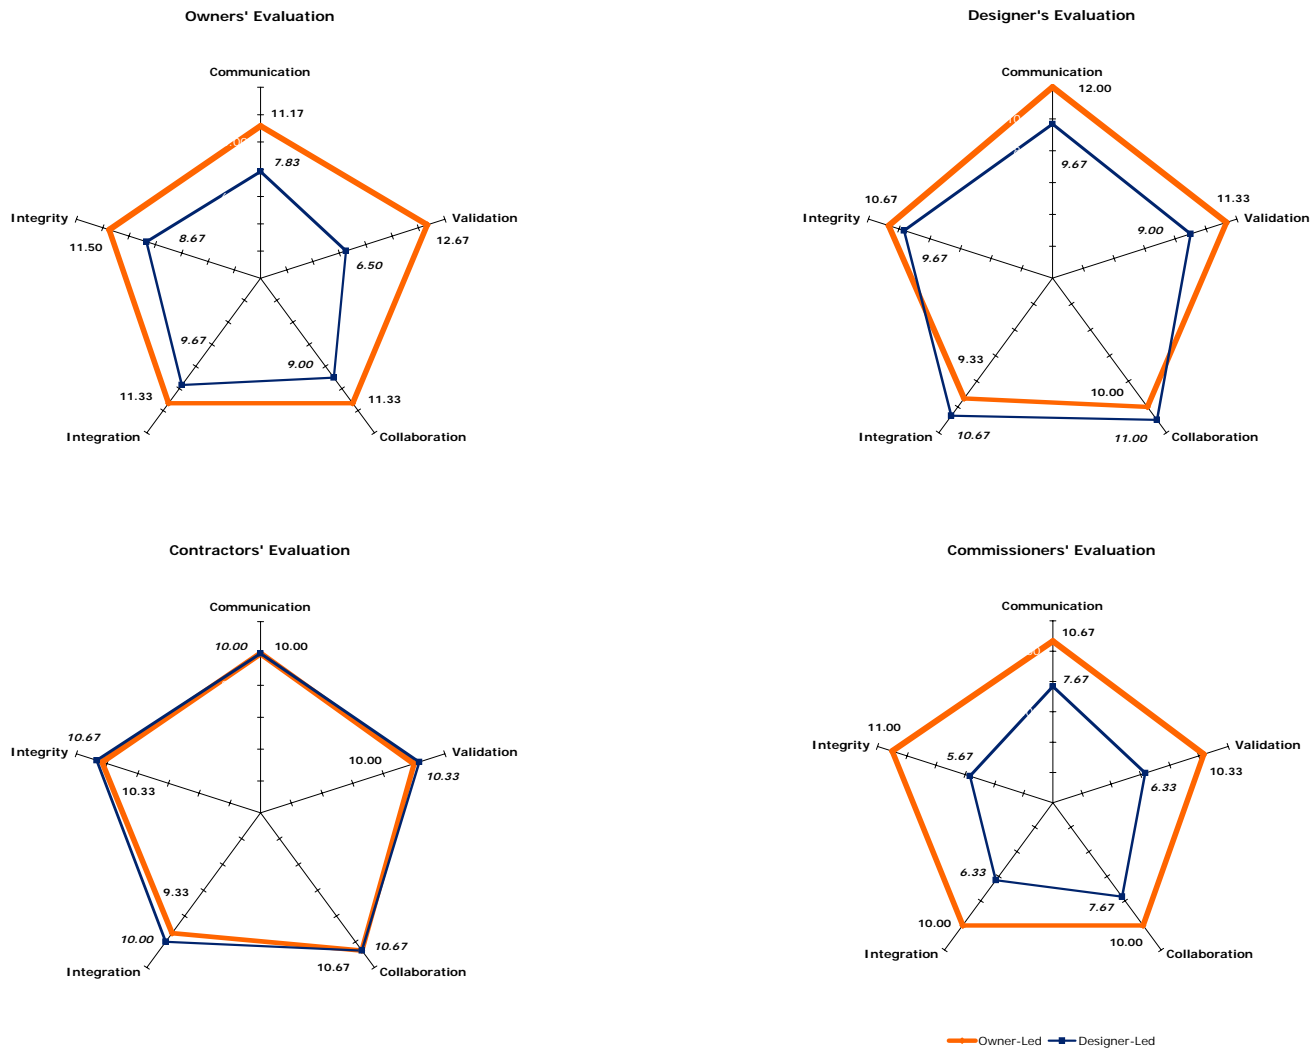 Owners' Evaluation
Communication
11.17
7.83
Integrity
11.50
8.67
Validation
12.67
6.50
9.67
9.00
11.33
11.33
Integration
Collaboration
Designer's Evaluation
Communication
12.00
10
9.67
10.67
Integrity
9.67
11.33
9.00
Validation
9.33
10.00
Integration
10.67
11.00
Collaboration
Contractors' Evaluation
Communication
10.00
10.00
10.67
Integrity
10.33
10.00
Validation
10.33
9.33
10.00
10.67
10.67
Integration
Collaboration
Commissioners' Evaluation
Communication
10.67
7.67
11.00
Integrity
5.67
Validation
10.33
6.33
6.33
7.67
10.00
10.00
Integration
Collaboration
Owner-Led
Designer-Led